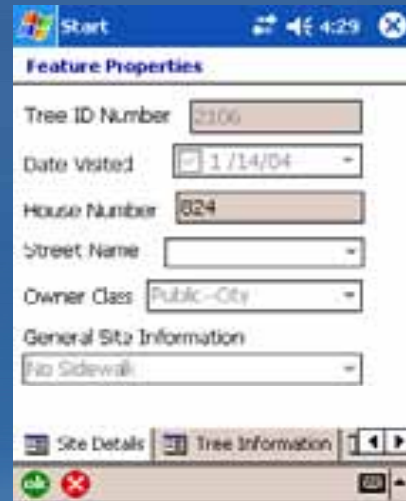 Start 4:29
Feature Properties
Tree ID Number 2106
Date Visited 1/14/04
House Number 824
Street Name
Owner Class Public-City
General Site Information
No Sidewalk
Site Details Tree Information
ok